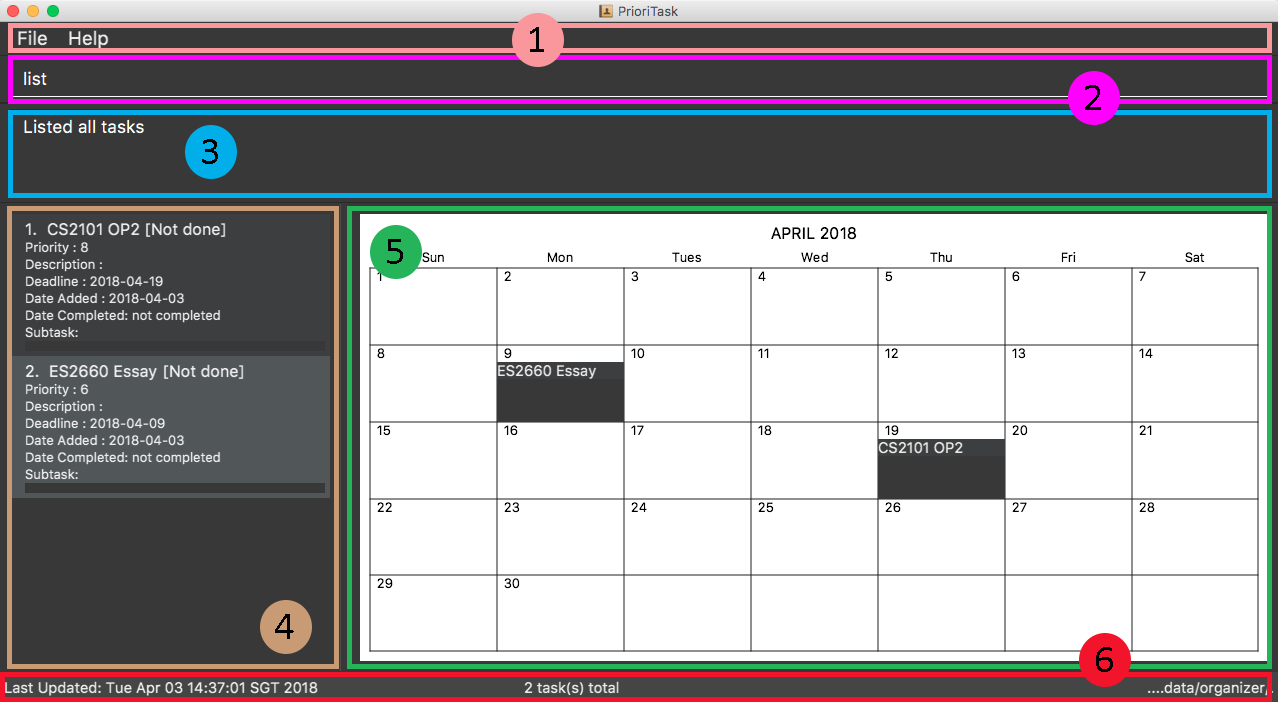 PrioriTask
File Help
1
list
2
Listed all tasks
3
1. CS2101 OP2 [Not done]
Priority : 8
Description :
Deadline : 2018-04-19
Date Added : 2018-04-03
Date Completed: not completed
Subtask:
2. ES2660 Essay [Not done]
Priority : 6
Description :
Deadline : 2018-04-09
Date Added : 2018-04-03
Date Completed: not completed
Subtask:
4
5
APRIL 2018
Sun Mon Tues Wed Thu Fri Sat
1 2 3 4 5 6 7
8 9 10 11 12 13 14
ES2660 Essay
15 16 17 18 19 20 21
CS2101 OP2
22 23 24 25 26 27 28
29 30
6
Last Updated: Tue Apr 03 14:37:01 SGT 2018 2 task(s) total ....data/organizer/.